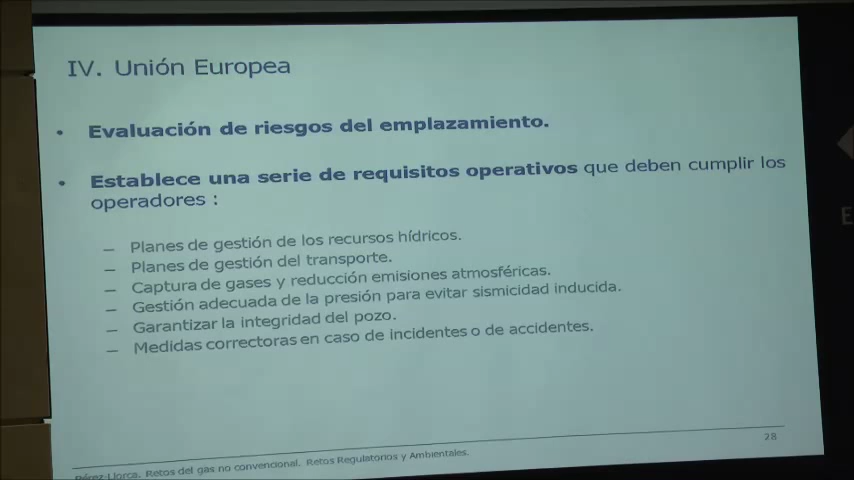 IV. Unión Europea
• Evaluación de riesgos del emplazamiento.
• Establece una serie de requisitos operativos que deben cumplir los
operadores :
– Planes de gestión de los recursos hídricos.
– Planes de gestión del transporte.
– Captura de gases y reducción emisiones atmosféricas.
– Gestión adecuada de la presión para evitar sismicidad inducida.
– Garantizar la integridad del pozo.
– Medidas correctoras en caso de incidentes o de accidentes.
28
Pérez-Llorca. Retos del gas no convencional. Retos Regulatorios y Ambientales.
E